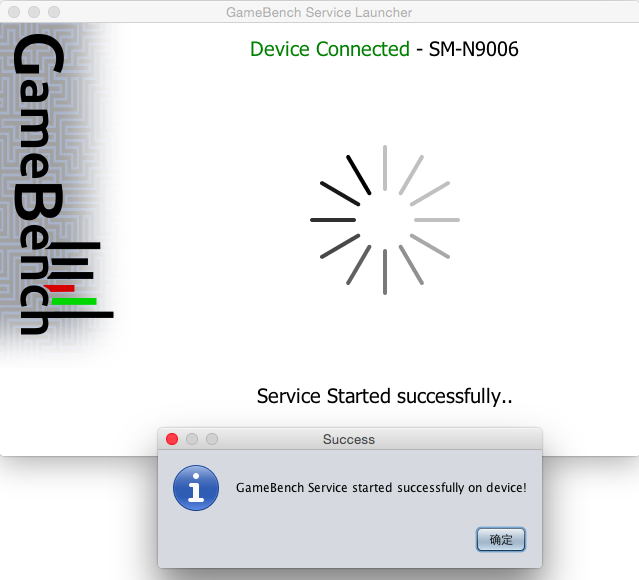 GameBench Service Launcher
GameBench
Device Connected - SM-N9006
Service Started successfully..
Success
GameBench Service started successfully on device!
确定